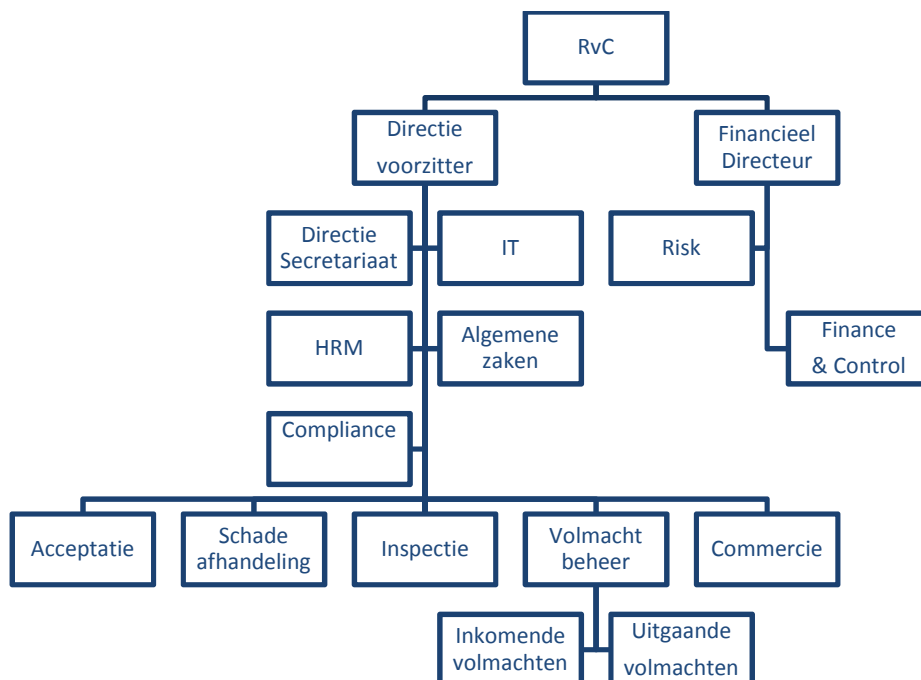 RvC
Directie
voorzitter
Financieel
Directeur
Directie
Secretariaat
IT
Risk
HRM
Algemene
zaken
Finance
& Control
Compliance
Acceptatie
Schade
afhandeling
Inspectie
Volmacht
beheer
Commercie
Inkomende
volmachten
Uitgaande
volmachten